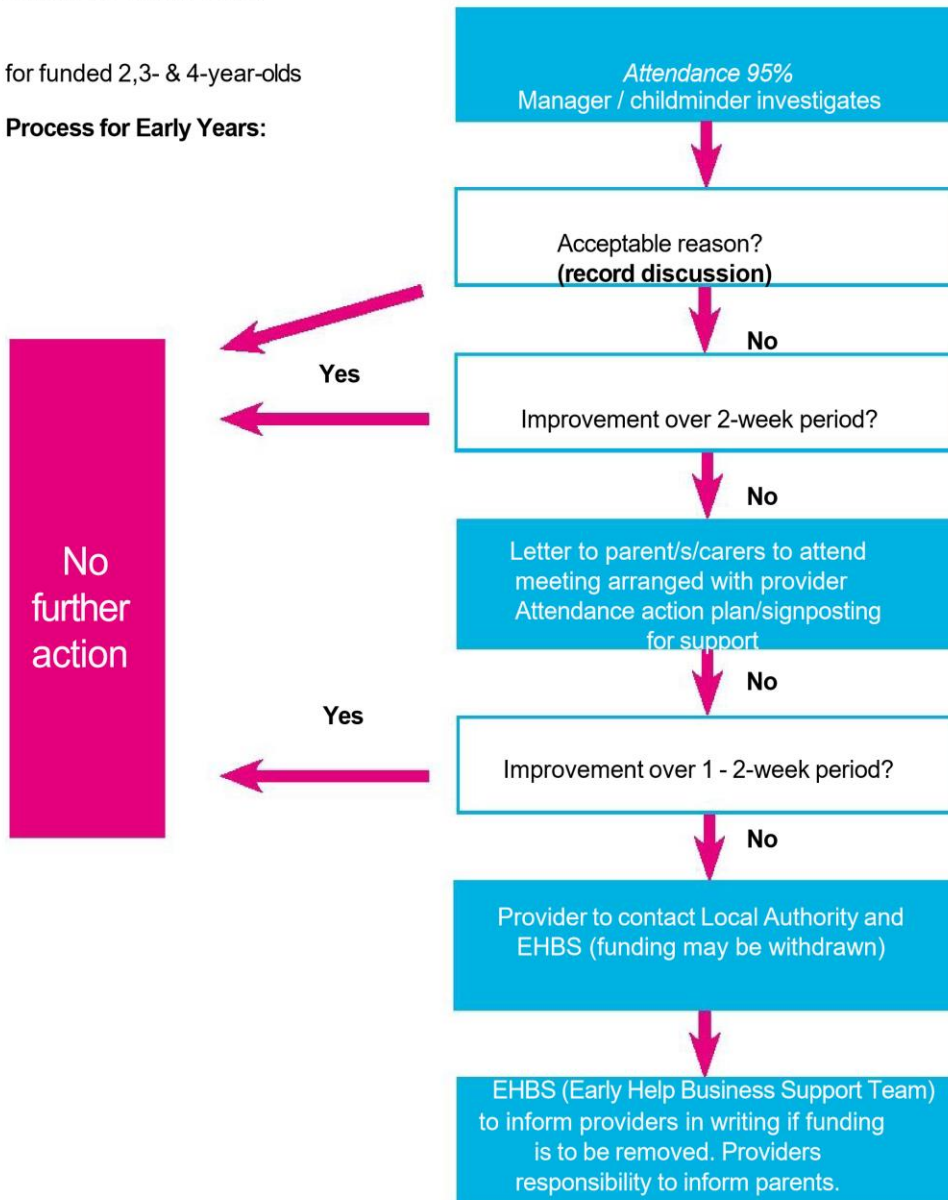 for funded 2,3- & 4-year-olds
Process for Early Years:
Attendance 95%
Manager / childminder investigates
Acceptable reason?
(record discussion)
No
Yes
Improvement over 2-week period?
No
Letter to parent/s/carers to attend
meeting arranged with provider
Attendance action plan/signposting
for support
No
Yes
Improvement over 1 - 2-week period?
No
Provider to contact Local Authority and
EHBS (funding may be withdrawn)
EHBS (Early Help Business Support Team)
to inform providers in writing if funding
is to be removed. Providers
responsibility to inform parents.
No
further
action